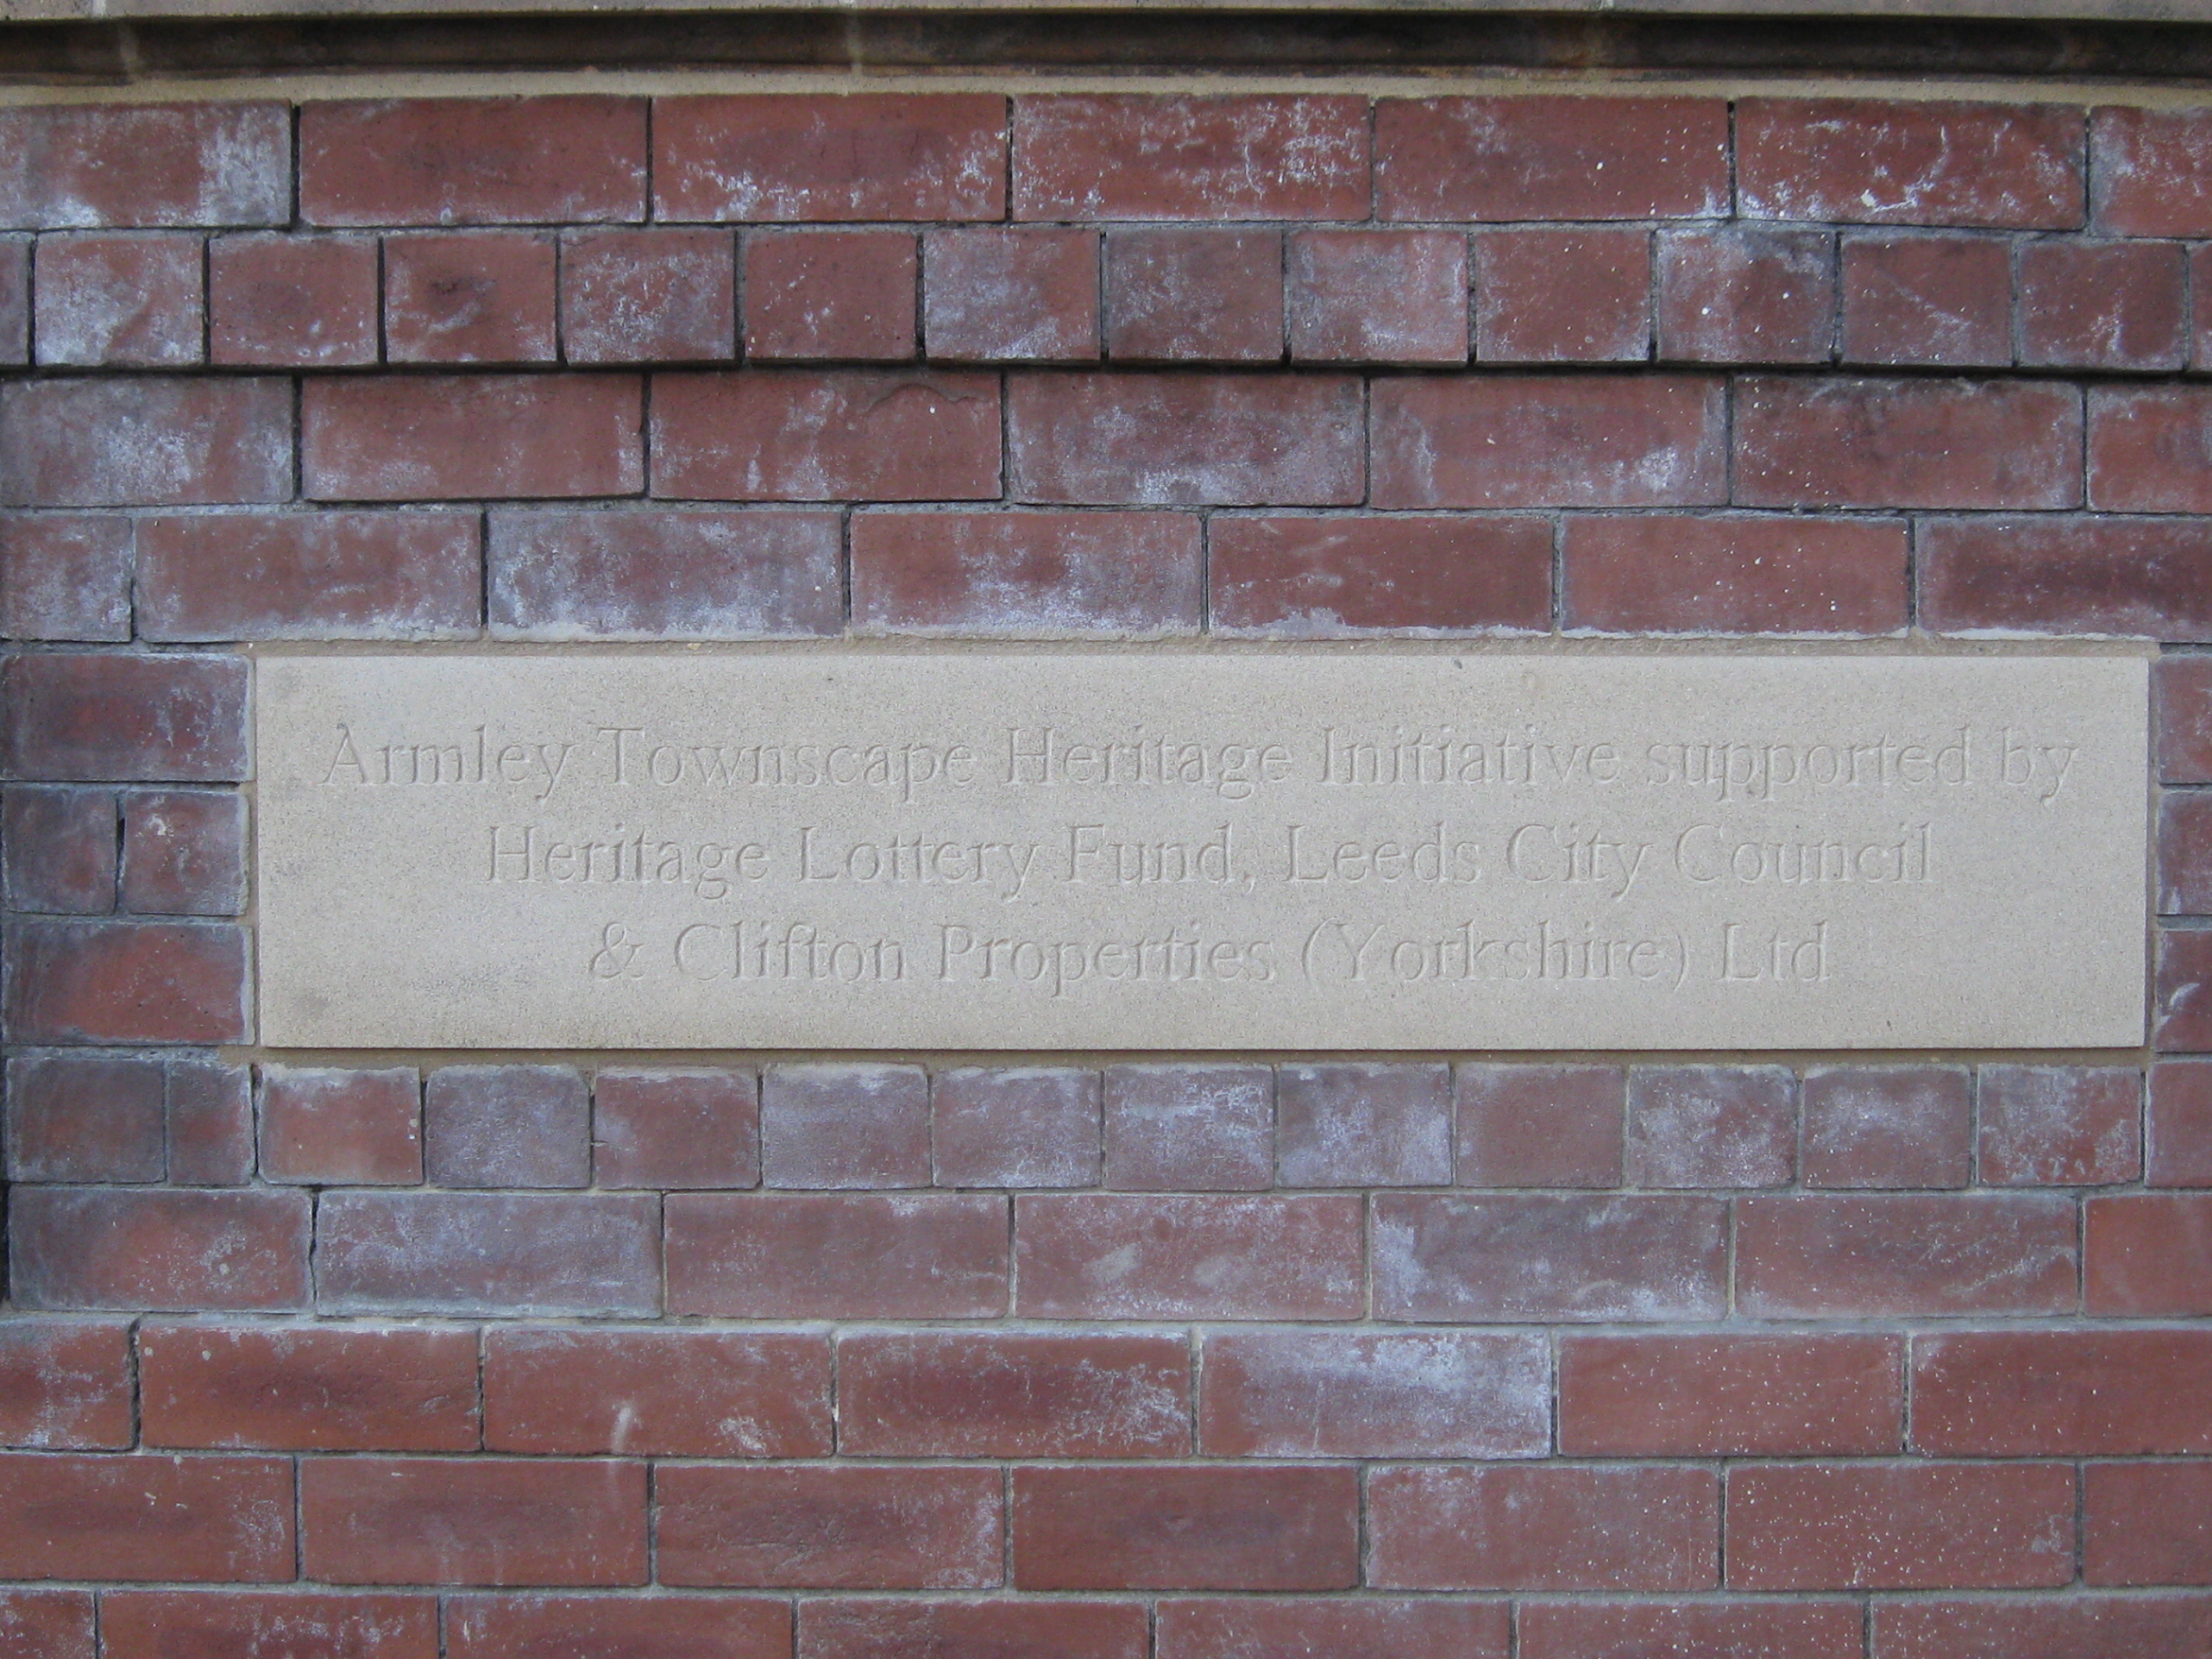 Armley Townscape Heritage Initiative supported by
Heritage Lottery Fund, Leeds City Council
& Clifton Properties (Yorkshire) Ltd